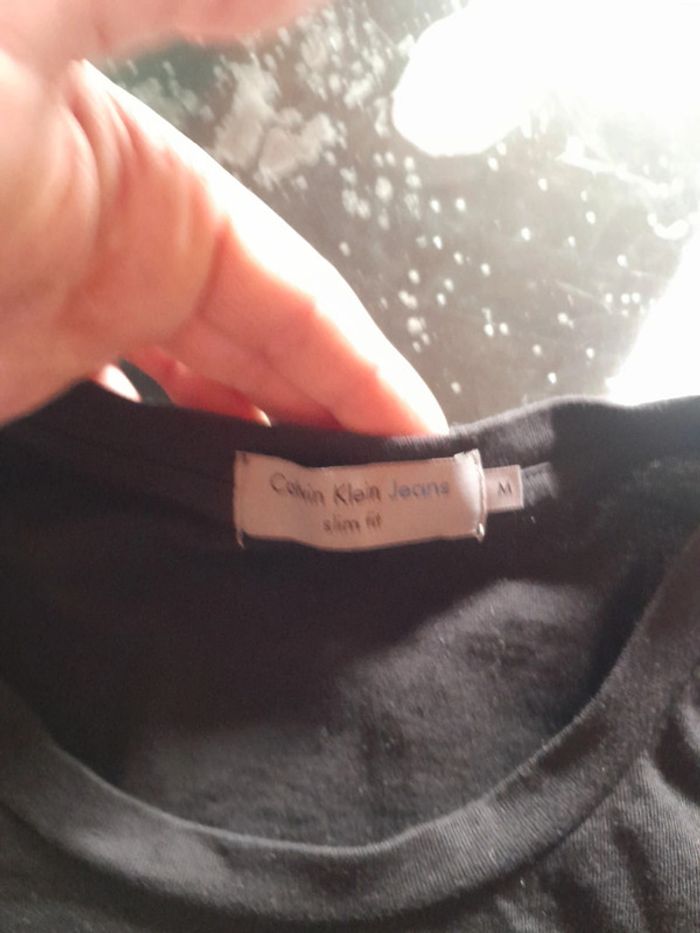 Calvin Klein Jeans
slim fit
M